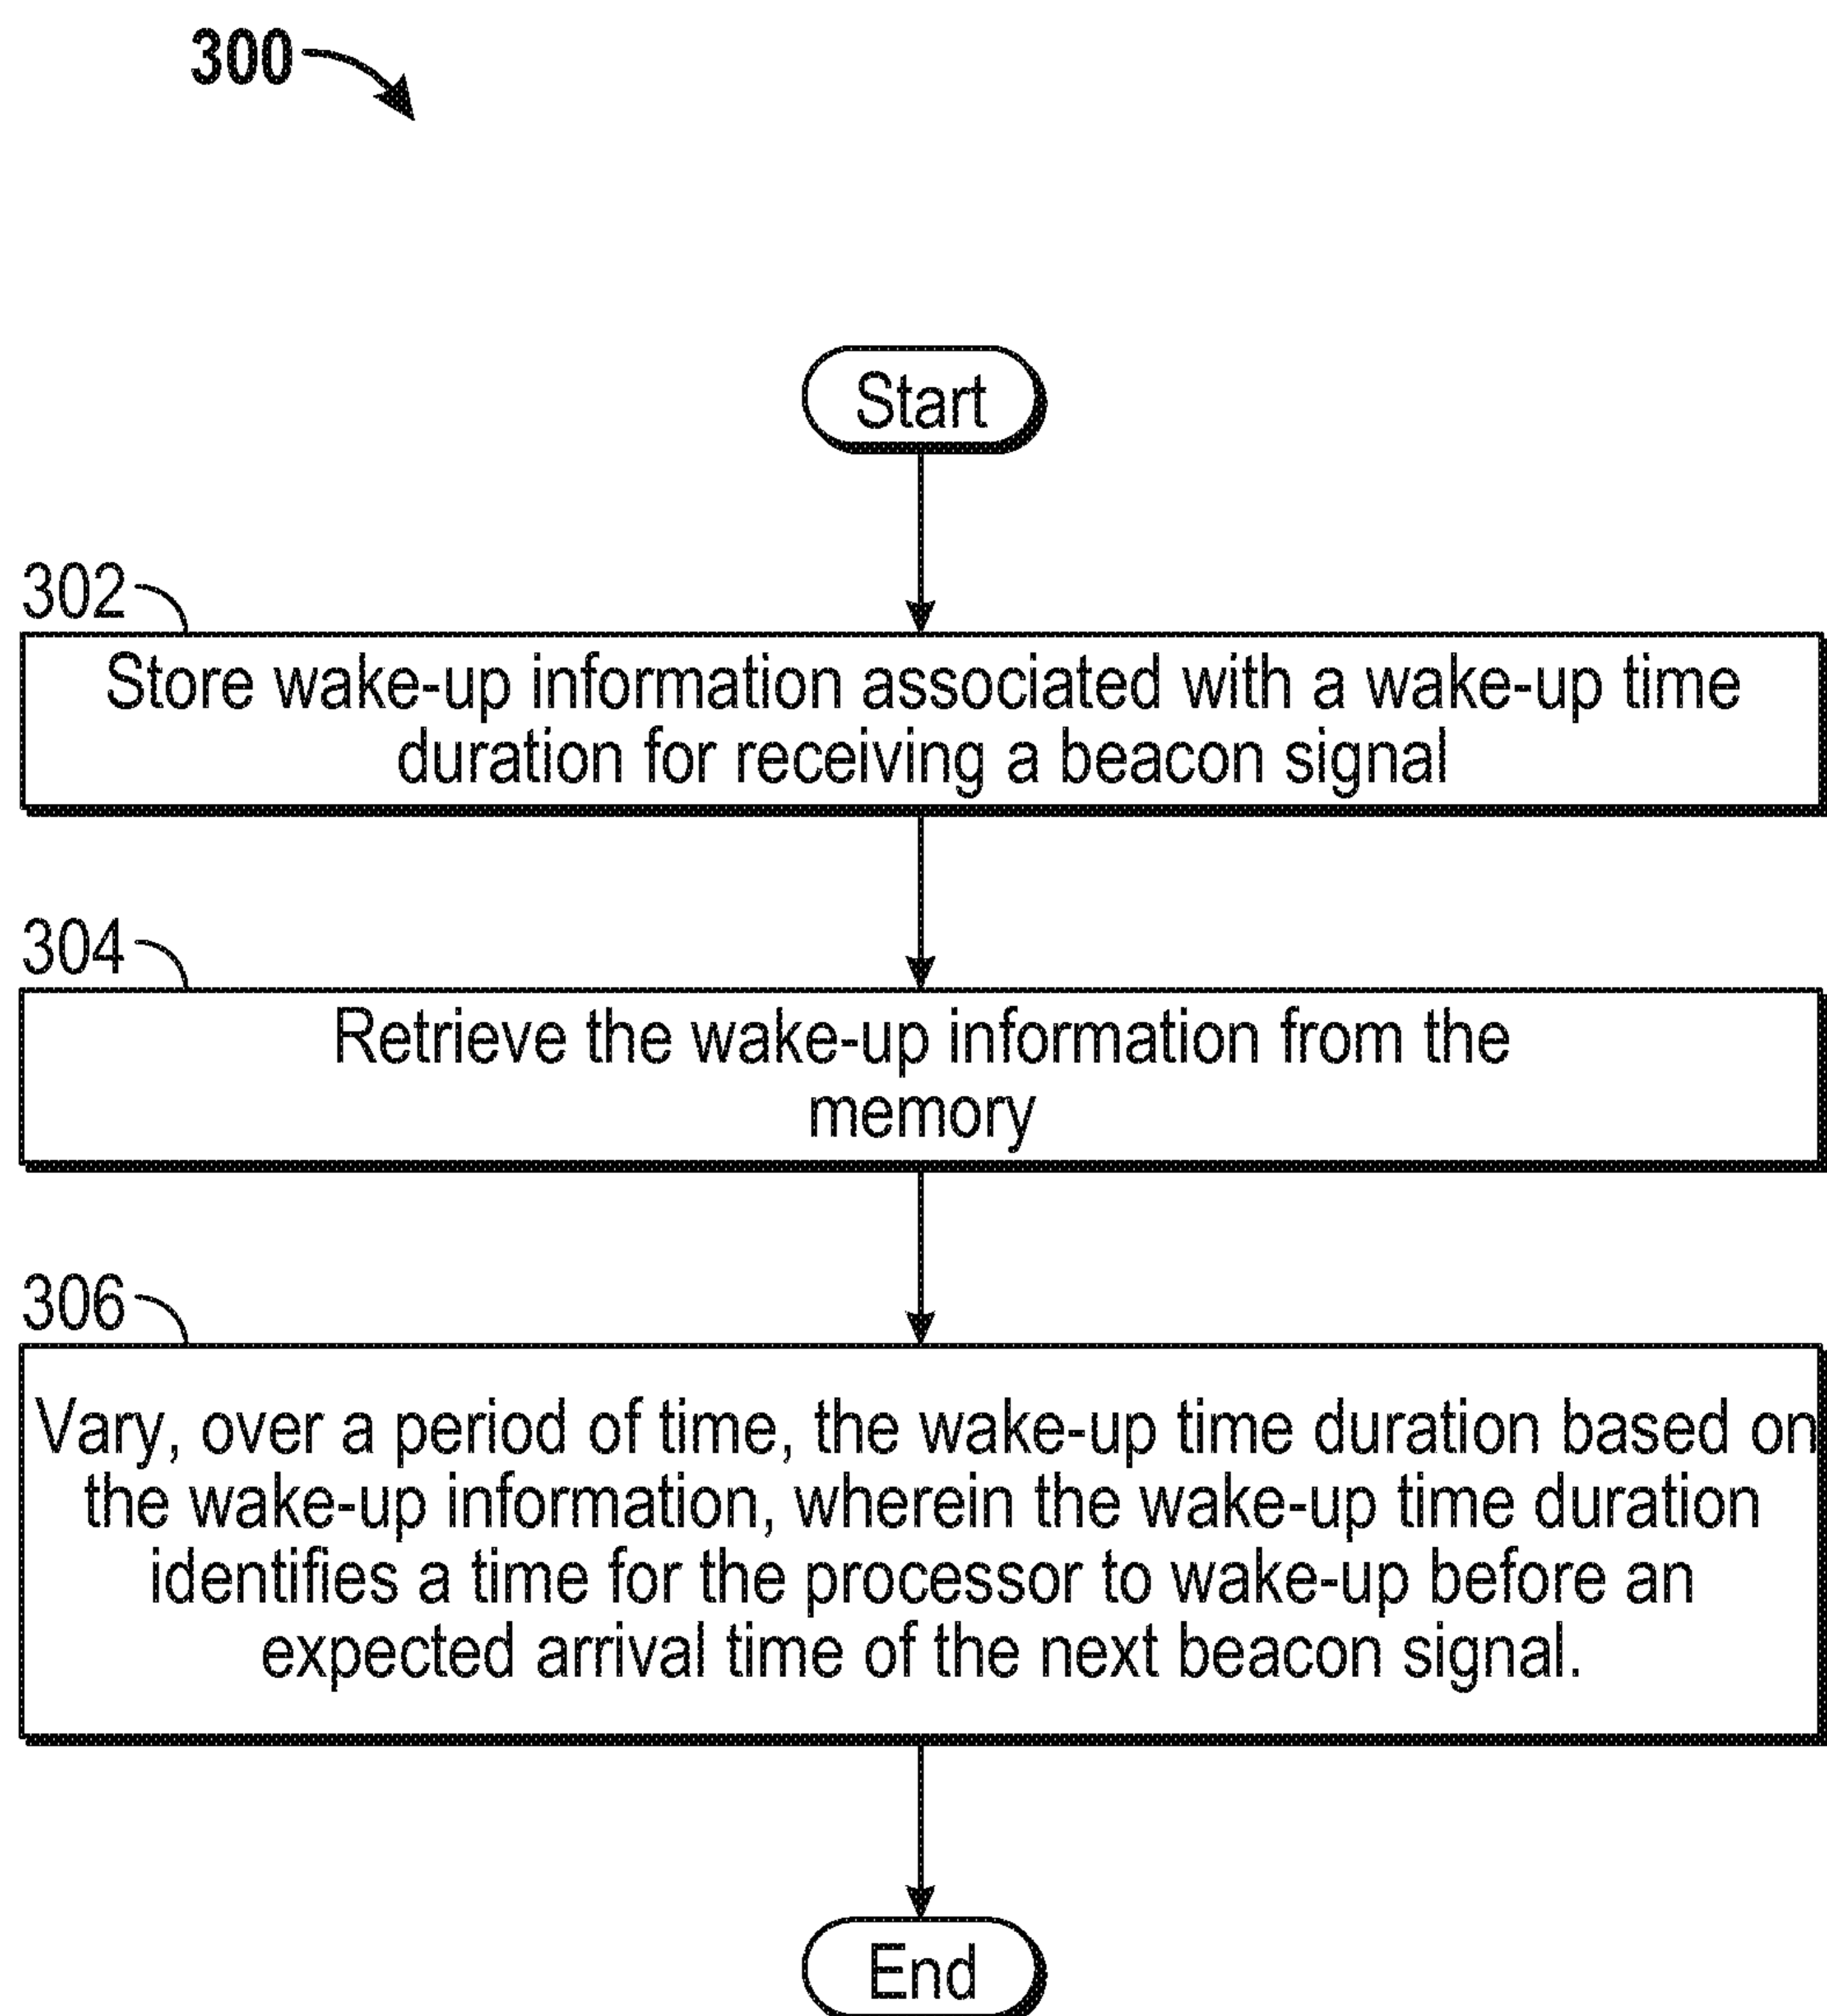 300
Start
302
Store wake-up information associated with a wake-up time
duration for receiving a beacon signal
304
Retrieve the wake-up information from the
memory
306
Vary, over a period of time, the wake-up time duration based on
the wake-up information, wherein the wake-up time duration
identifies a time for the processor to wake-up before an
expected arrival time of the next beacon signal.
End